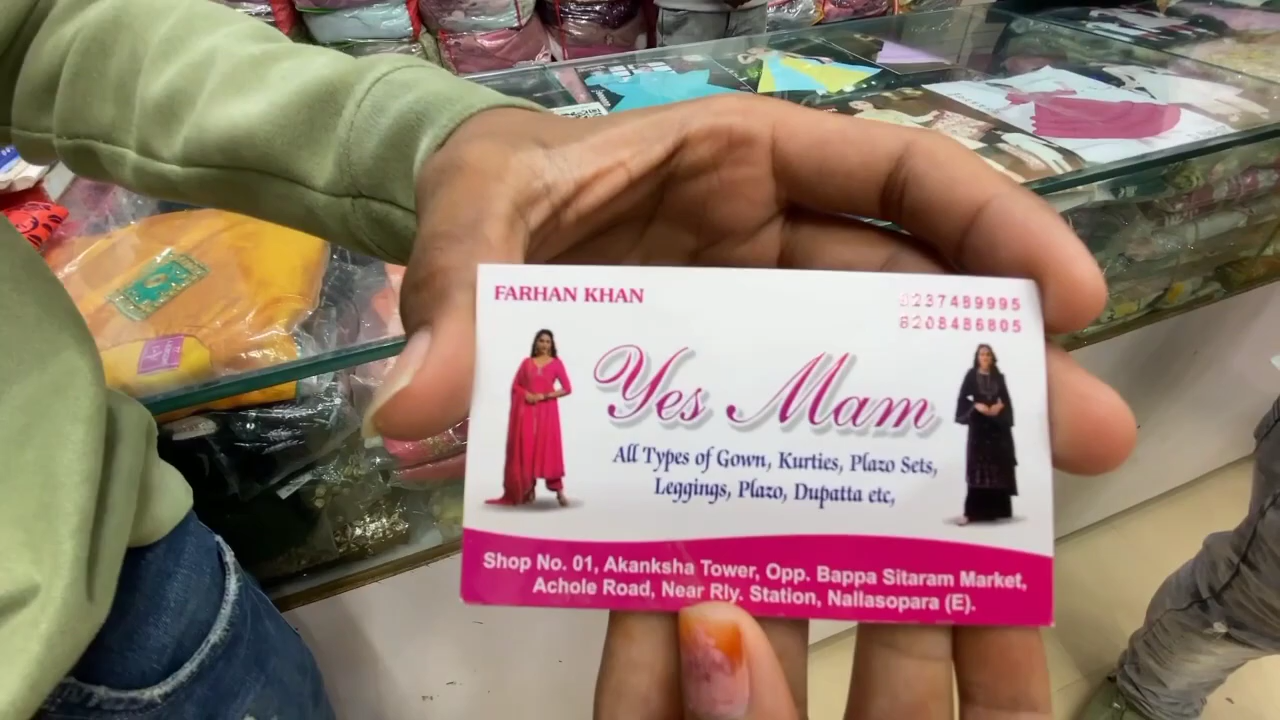 FARHAN KHAN
8208486805
Yes Mam
All Types of Gown, Kurties, Plazo Sets,
Leggings, Plazo, Dupatta etc,
Shop No. 01, Akanksha Tower, Opp. Bappa Sitaram Market,
Achole Road, Near Rly. Station, Nallasopara (E).